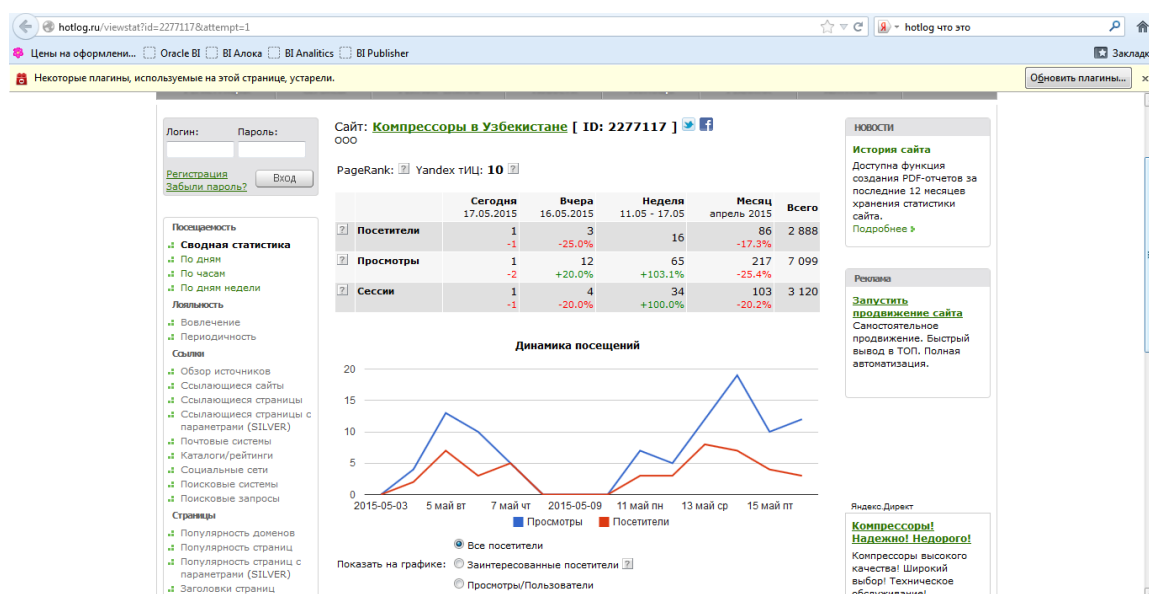 hotlog.ru/viewstat?id=2277117&attempt=1
hotlog что это
Цены на оформлени... Oracle BI BI Алока BI Analitics BI Publisher
Закладк
Некоторые плагины, используемые на этой странице, устарели.
Обновить плагины...
Логин: Пароль:
Регистрация
Забыли пароль?
Вход
Посещаемость
Сводная статистика
По дням
По часам
По дням недели
Лояльность
Вовлечение
Периодичность
Ссылки
Обзор источников
Ссылающиеся сайты
Ссылающиеся страницы
Ссылающиеся страницы с
параметрами (SILVER)
Почтовые системы
Каталоги/рейтинги
Социальные сети
Поисковые системы
Поисковые запросы
Страницы
Популярность доменов
Популярность страниц
Популярность страниц с
параметрами (SILVER)
Заголовки страниц
Сайт: Компрессоры в Узбекистане [ ID: 2277117 ]
ООО
PageRank: ? Yandex тИЦ: 10 ?
Сегодня Вчера Неделя Месяц Всего
17.05.2015 16.05.2015 11.05 - 17.05 апрель 2015
? Посетители 1 3 16 86 2 888
-1 -25.0% -17.3%
? Просмотры 1 12 65 217 7 099
-2 +20.0% +103.1% -25.4%
? Сессии 1 4 34 103 3 120
-1 -20.0% +100.0% -20.2%
Динамика посещений
20
15
10
5
0
2015-05-03 5 май вт 7 май чт 2015-05-09 11 май пн 13 май ср 15 май пт
Просмотры Посетители
Показать на графике:
Все посетители
Заинтересованные посетители ?
Просмотры/Пользователи
НОВОСТИ
История сайта
Доступна функция
создания PDF-отчетов за
последние 12 месяцев
хранения статистики
сайта.
Подробнее
Реклама
Запустить
продвижение сайта
Самостоятельное
продвижение. Быстрый
вывод в ТОП. Полная
автоматизация.
Яндекс.Директ
Компрессоры!
Надежно! Недорого!
Компрессоры высокого
качества! Широкий
выбор! Техническое
обслуживание!